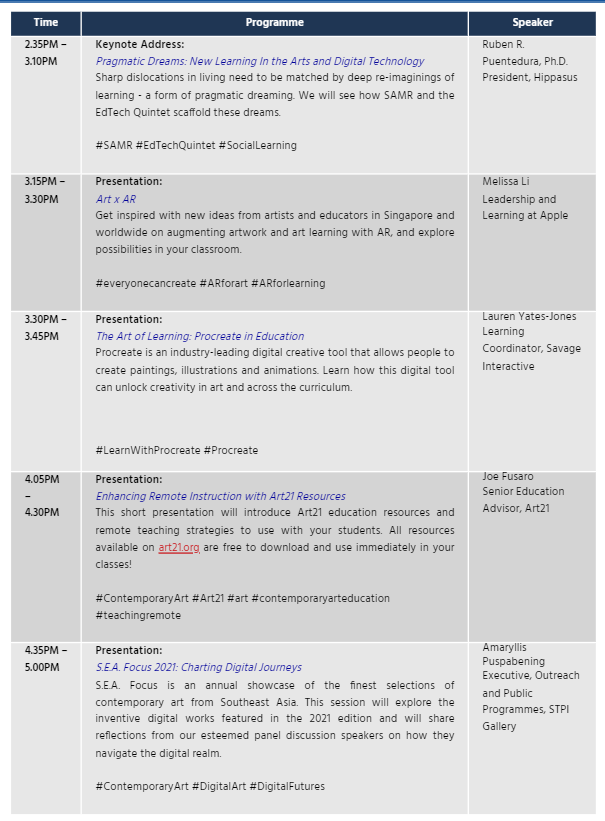 Time Programme Speaker
2.35PM –
3.10PM
Keynote Address:
Pragmatic Dreams: New Learning In the Arts and Digital Technology
Sharp dislocations in living need to be matched by deep re-imaginings of
learning - a form of pragmatic dreaming. We will see how SAMR and the
EdTech Quintet scaffold these dreams.
#SAMR #EdTechQuintet #SocialLearning
Ruben R.
Puentedura, Ph.D.
President, Hippasus
3.15PM –
3.30PM
Presentation:
Art x AR
Get inspired with new ideas from artists and educators in Singapore and
worldwide on augmenting artwork and art learning with AR, and explore
possibilities in your classroom.
#everyonecancreate #ARforart #ARforlearning
Melissa Li
Leadership and
Learning at Apple
3.30PM –
3.45PM
Presentation:
The Art of Learning: Procreate in Education
Procreate is an industry-leading digital creative tool that allows people to
create paintings, illustrations and animations. Learn how this digital tool
can unlock creativity in art and across the curriculum.
#LearnWithProcreate #Procreate
Lauren Yates-Jones
Learning
Coordinator, Savage
Interactive
4.05PM
–
4.30PM
Presentation:
Enhancing Remote Instruction with Art21 Resources
This short presentation will introduce Art21 education resources and
remote teaching strategies to use with your students. All resources
available on art21.org are free to download and use immediately in your
classes!
#ContemporaryArt #Art21 #art #contemporaryarteducation
#teachingremote
Joe Fusaro
Senior Education
Advisor, Art21
4.35PM –
5.00PM
Presentation:
S.E.A. Focus 2021: Charting Digital Journeys
S.E.A. Focus is an annual showcase of the finest selections of
contemporary art from Southeast Asia. This session will explore the
inventive digital works featured in the 2021 edition and will share
reflections from our esteemed panel discussion speakers on how they
navigate the digital realm.
#ContemporaryArt #DigitalArt #DigitalFutures
Amaryllis
Puspabening
Executive, Outreach
and Public
Programmes, STPI
Gallery